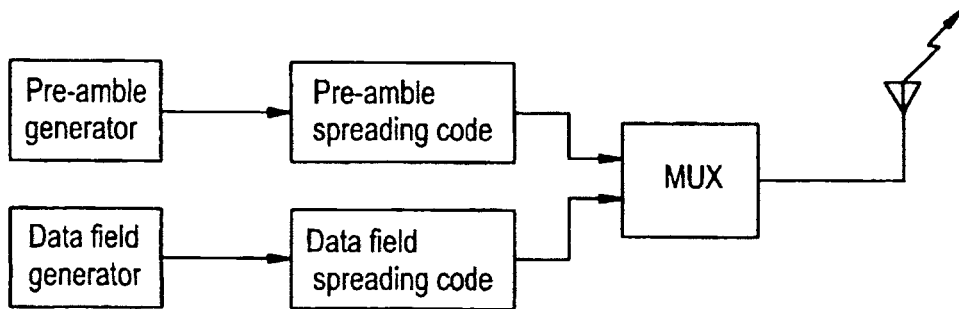 Pre-amble
generator
Pre-amble
spreading code
MUX
Data field
generator
Data field
spreading code